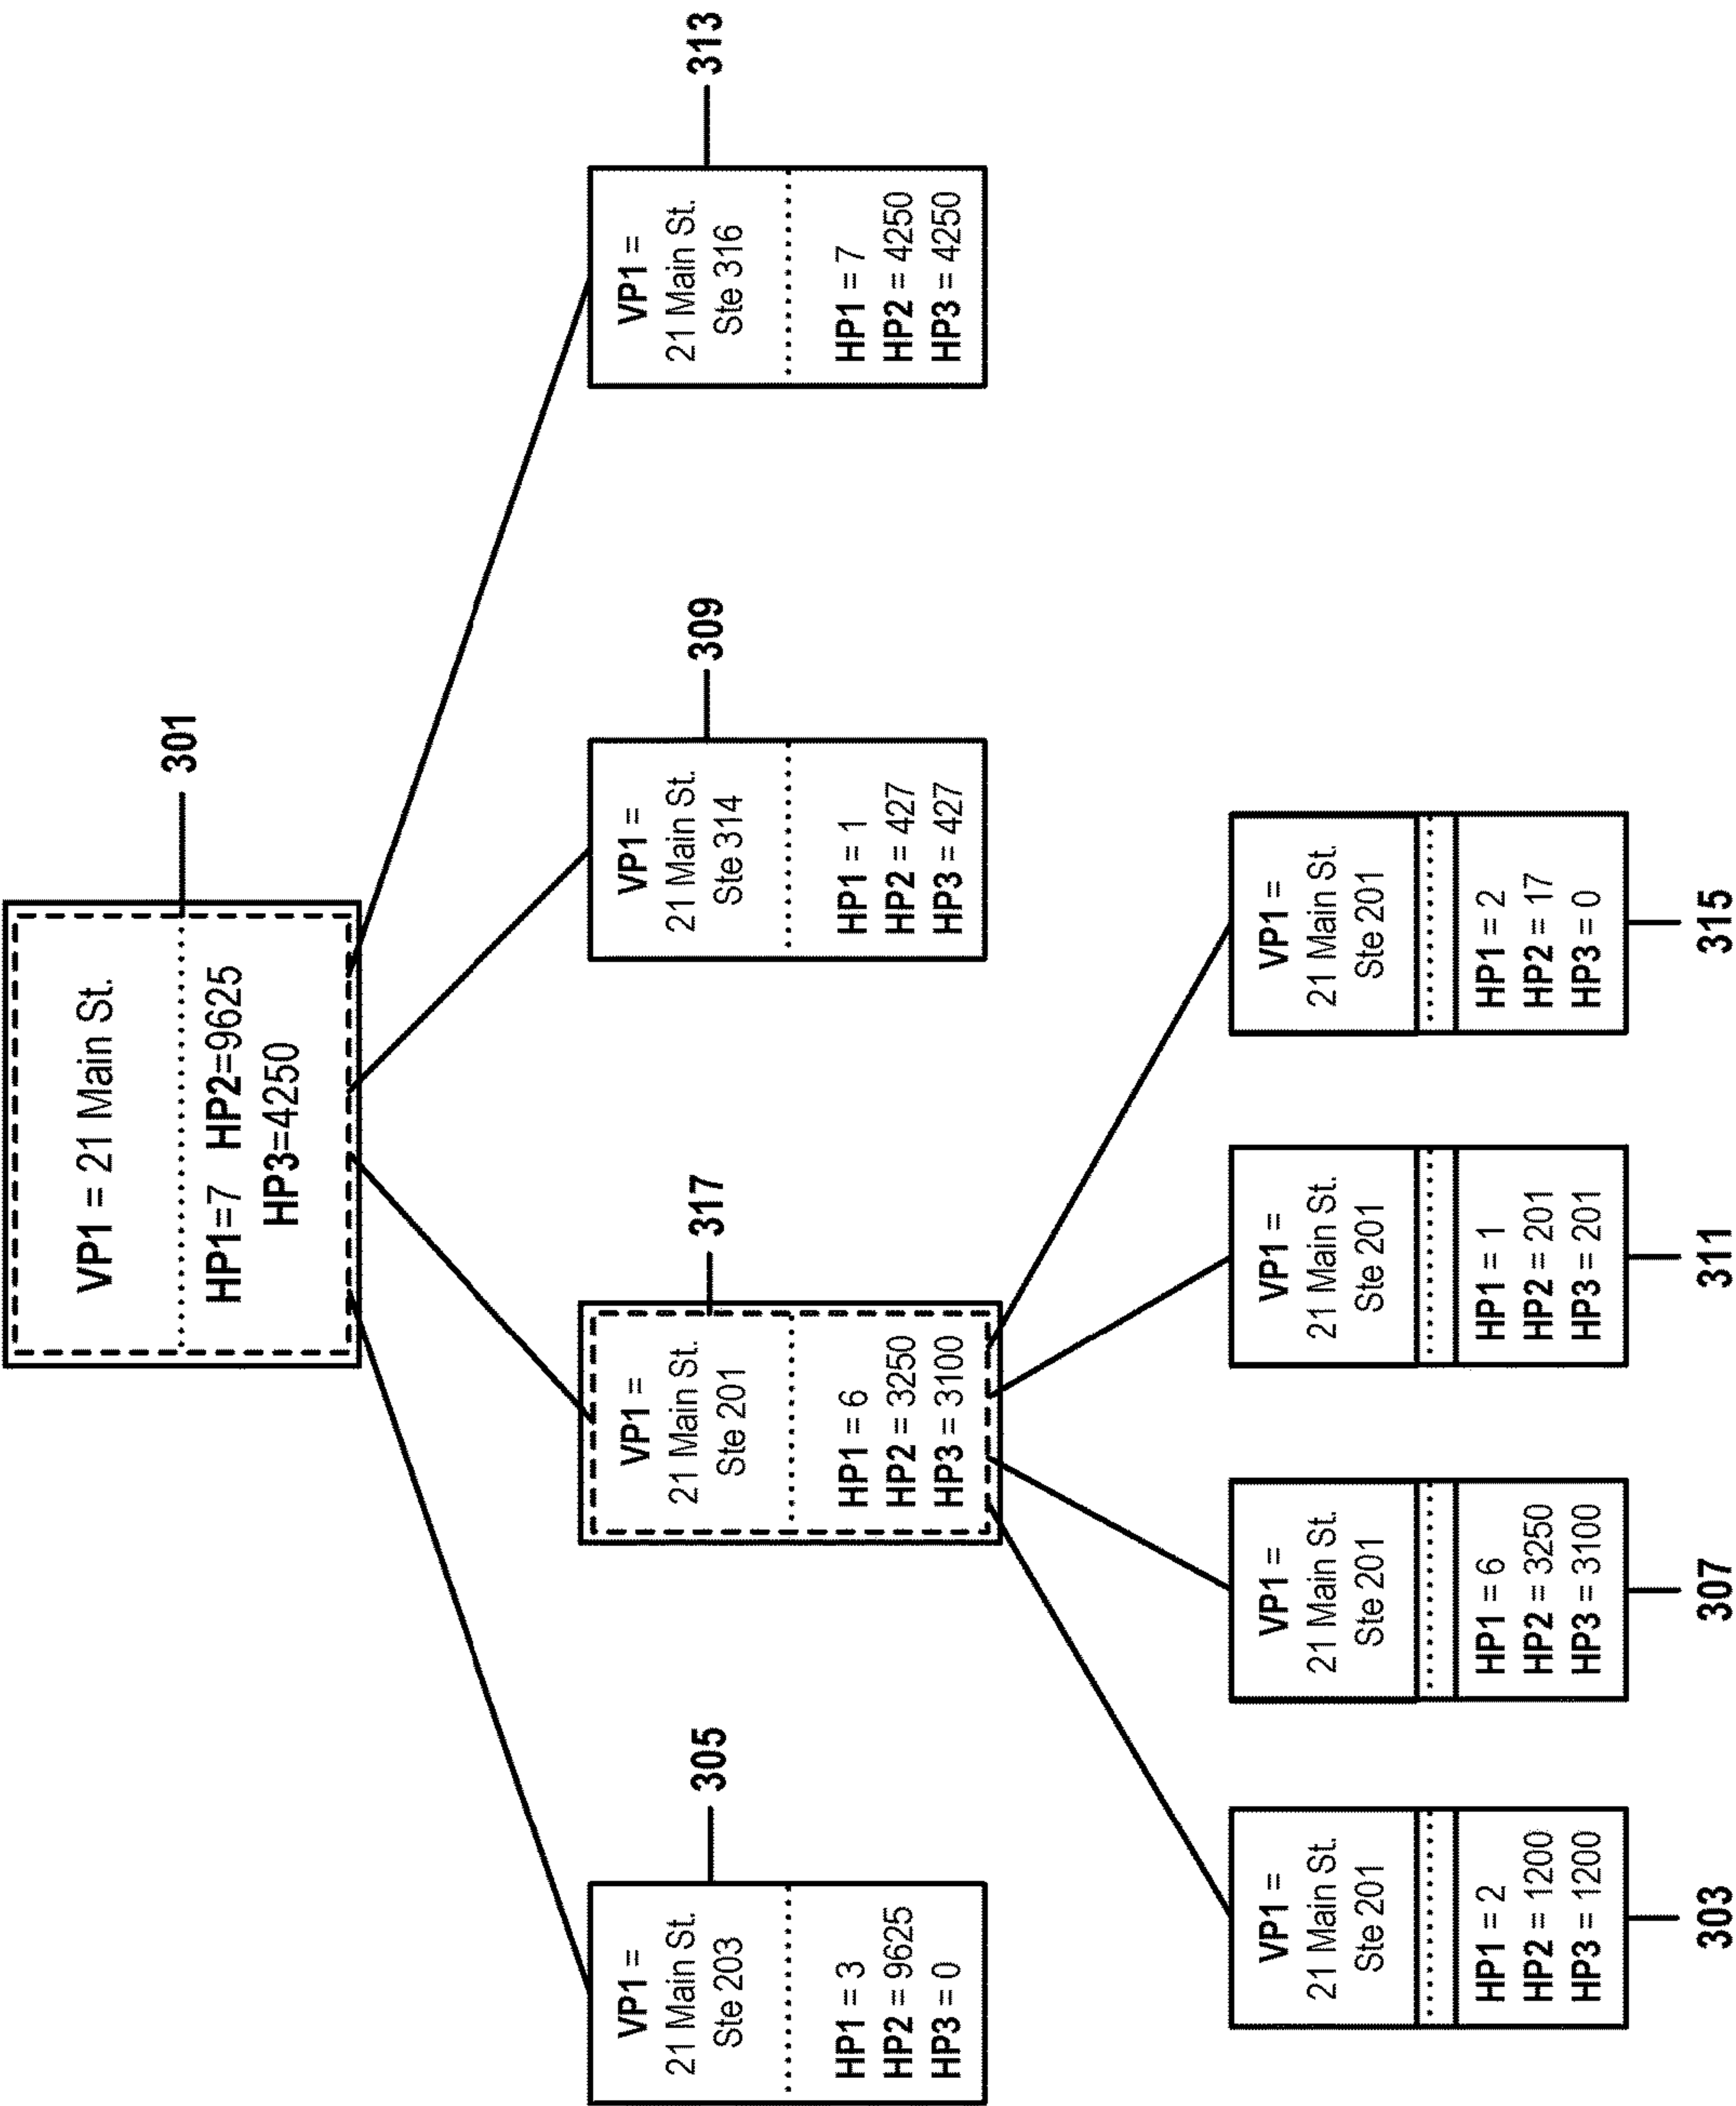 VP1 = 21 Main St.
HP1=7 HP2=9625
HP3=4250
301
VP1 =
21 Main St.
Ste 203
HP1 = 3
HP2 = 9625
HP3 = 0
305
VP1 =
21 Main St.
Ste 201
HP1 = 6
HP2 = 3250
HP3 = 3100
317
VP1 =
21 Main St.
Ste 314
HP1 = 1
HP2 = 427
HP3 = 427
309
VP1 =
21 Main St.
Ste 316
HP1 = 7
HP2 = 4250
HP3 = 4250
313
VP1 =
21 Main St.
Ste 201
HP1 = 2
HP2 = 1200
HP3 = 1200
303
VP1 =
21 Main St.
Ste 201
HP1 = 6
HP2 = 3250
HP3 = 3100
307
VP1 =
21 Main St.
Ste 201
HP1 = 1
HP2 = 201
HP3 = 201
311
VP1 =
21 Main St.
Ste 201
HP1 = 2
HP2 = 17
HP3 = 0
315